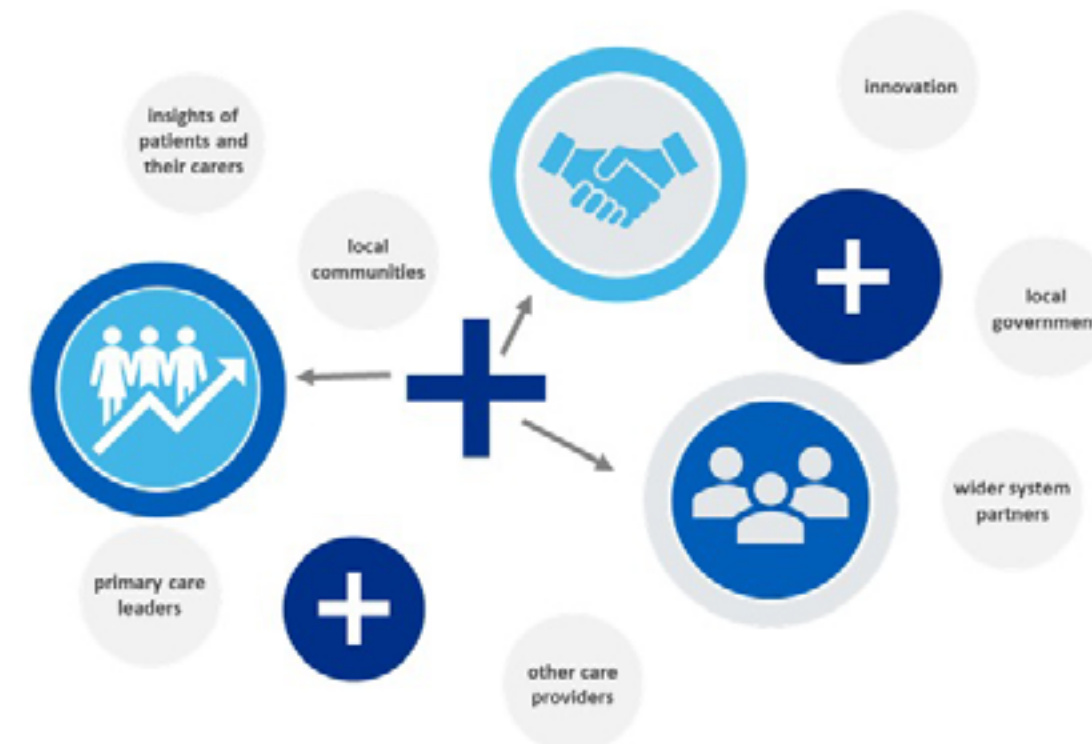 innovation
insights of
patients and
their carers
local
communities
local
governmen
wider system
partners
primary care
leaders
other care
providers